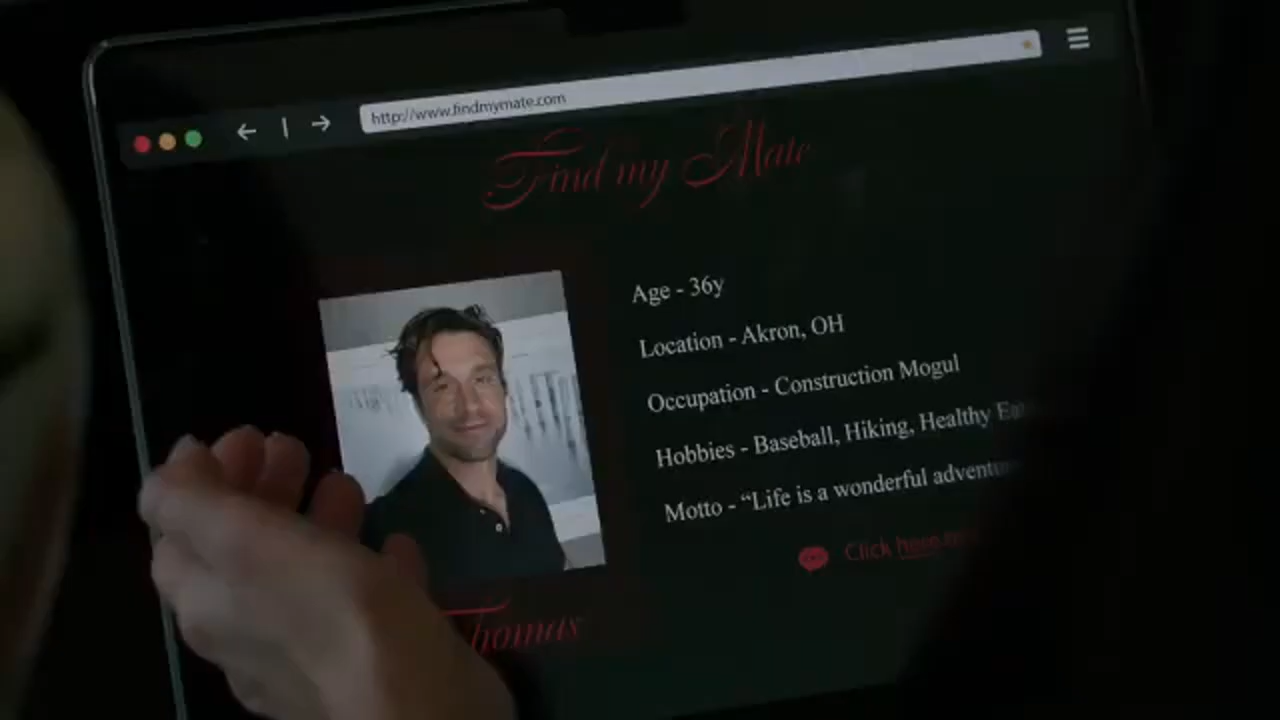 http://www.findmymate.com
Find my Mate
Age - 36y
Location - Akron, OH
Occupation - Construction Mogul
Hobbies - Baseball, Hiking, Healthy
Motto - “Life is a wonderful
Click here
Thomas